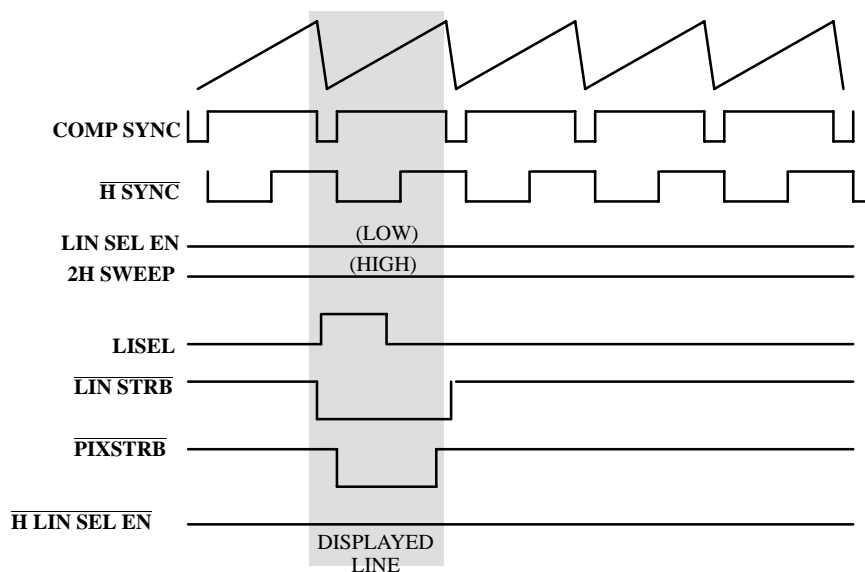 COMP SYNC
H SYNC
LIN SEL EN
(LOW)
2H SWEEP
(HIGH)
LISEL
LIN STRB
PIXSTRB
H LIN SEL EN
DISPLAYED
LINE